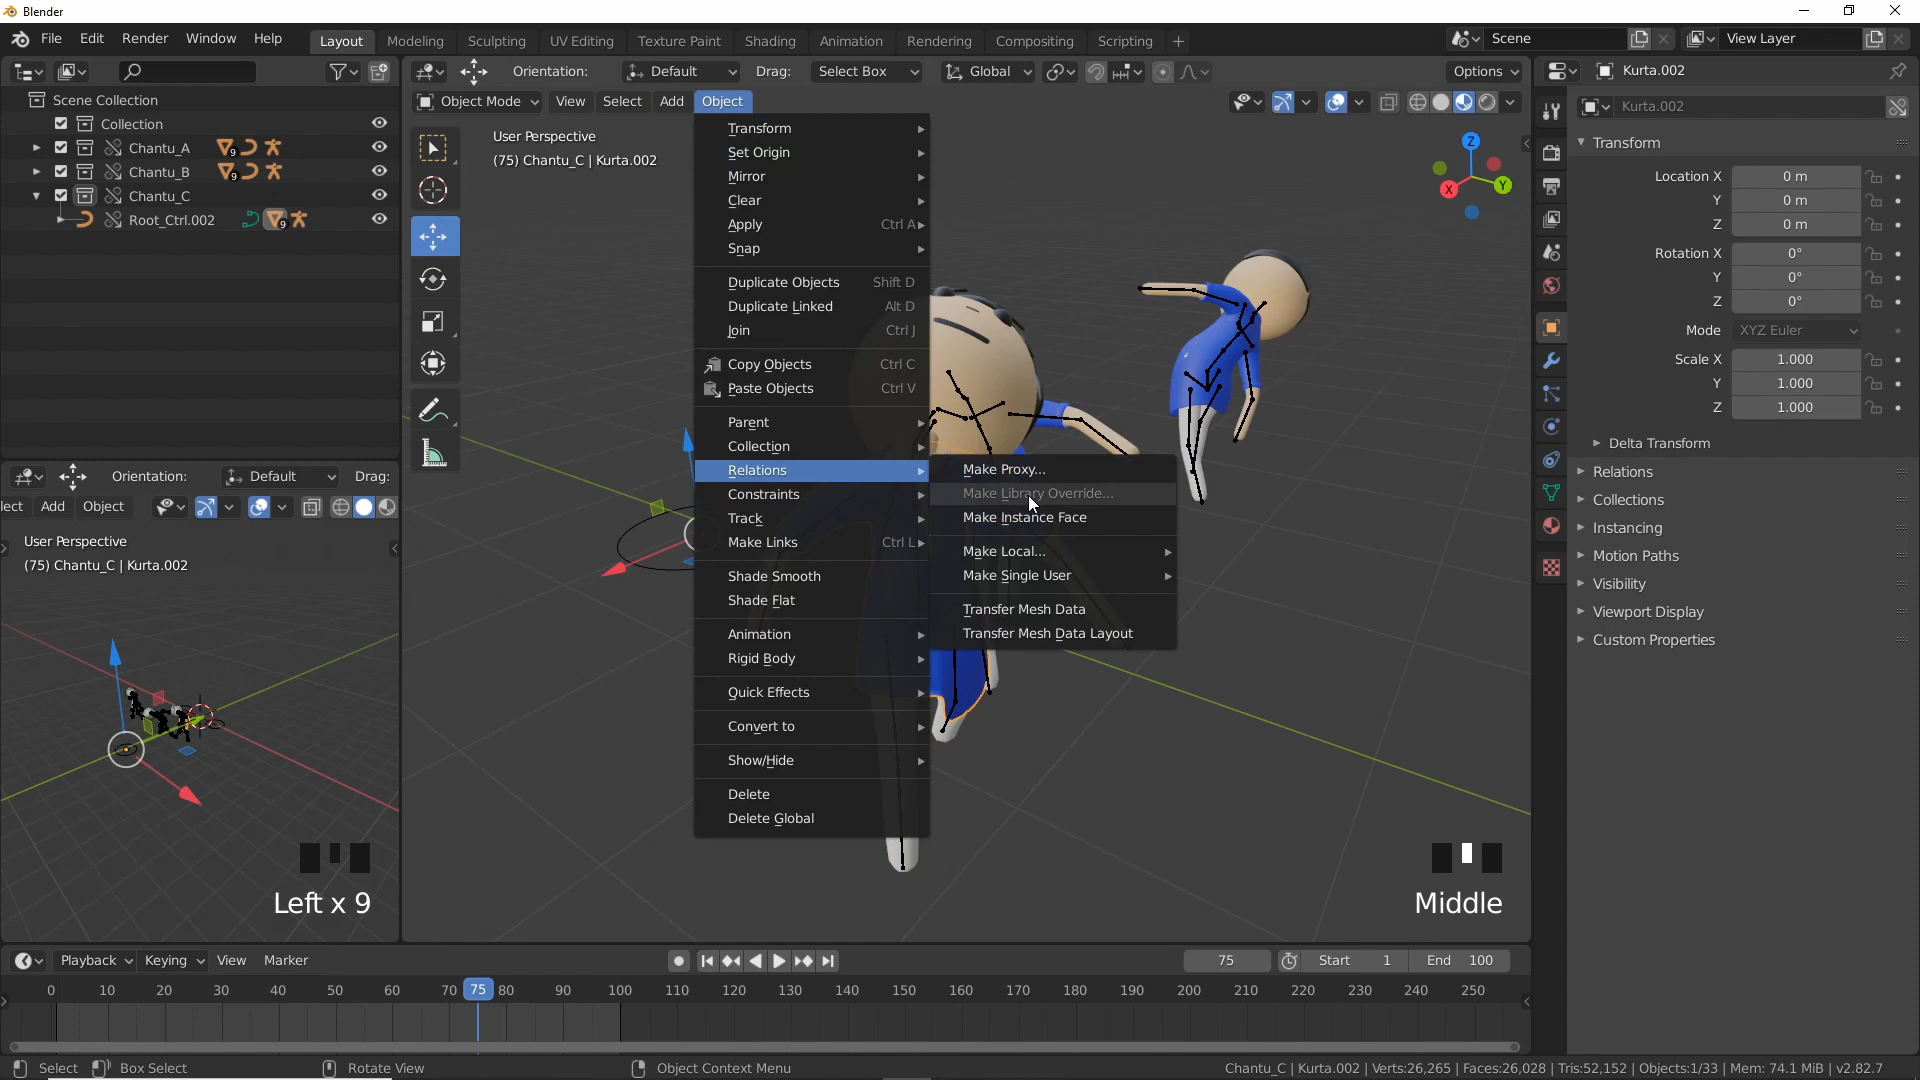 Blender
File Edit Render Window Help
Layout Modeling Sculpting UV Editing Texture Paint Shading Animation Rendering Compositing Scripting +
Scene
View Layer
Orientation: Default Drag: Select Box Global Options
Object Mode View Select Add Object
Scene Collection
Collection
Chantu_A 9
Chantu_B 9
Chantu_C
Root_Ctrl.002 9
User Perspective
(75) Chantu_C | Kurta.002
Transform
Set Origin
Mirror
Clear
Apply Ctrl A
Snap
Duplicate Objects Shift D
Duplicate Linked Alt D
Join Ctrl J
Copy Objects Ctrl C
Paste Objects Ctrl V
Parent
Collection
Relations
Constraints
Track
Make Links Ctrl L
Shade Smooth
Shade Flat
Animation
Rigid Body
Quick Effects
Convert to
Show/Hide
Delete
Delete Global
Make Proxy...
Make Library Override...
Make Instance Face
Make Local...
Make Single User
Transfer Mesh Data
Transfer Mesh Data Layout
Z
X
Y
Kurta.002
Kurta.002
Transform
Location X 0 m
Y 0 m
Z 0 m
Rotation X 0°
Y 0°
Z 0°
Mode XYZ Euler
Scale X 1.000
Y 1.000
Z 1.000
Delta Transform
Relations
Collections
Instancing
Motion Paths
Visibility
Viewport Display
Custom Properties
Orientation: Default Drag:
lect Add Object
User Perspective
(75) Chantu_C | Kurta.002
Left x 9
Middle
Playback Keying View Marker
75 Start 1 End 100
0 10 20 30 40 50 60 70 75 80 90 100 110 120 130 140 150 160 170 180 190 200 210 220 230 240 250
Select Box Select Rotate View Object Context Menu
Chantu_C | Kurta.002 | Verts:26,265 | Faces:26,028 | Tris:52,152 | Objects:1/33 | Mem: 74.1 MiB | v2.82.7